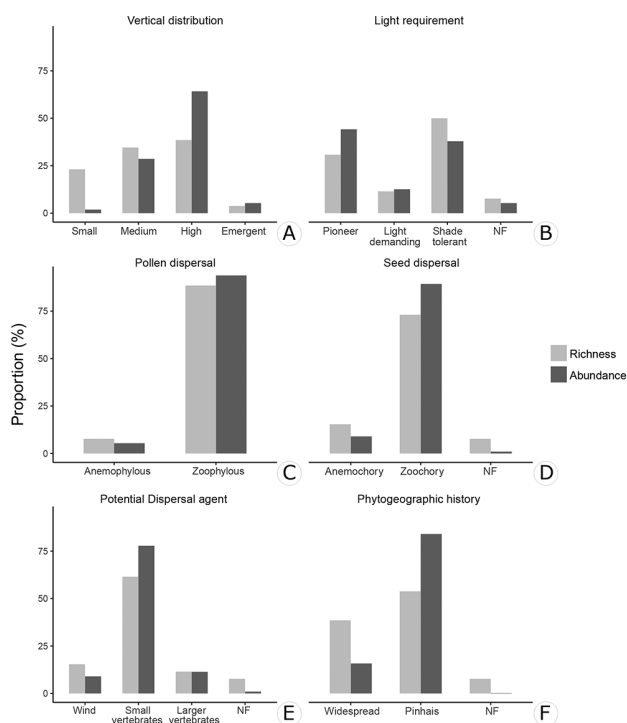 Vertical distribution
Light requirement
75
50
25
0
Small Medium High Emergent
A
Pioneer Light demanding Shade tolerant NF
B
Pollen dispersal
Seed dispersal
Proportion (%)
75
50
25
0
Anemophylous Zoophylous
C
Anemochory Zoochory NF
D
Richness
Abundance
Potential Dispersal agent
Phytogeographic history
75
50
25
0
Wind Small vertebrates Larger vertebrates NF
E
Widespread Pinhais NF
F